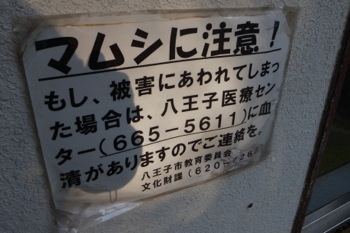 マムシに注意！
もし、被害にあわれてしまっ
た場合は、八王子医療セン
ター(665-5611)に血
清がありますのでご連絡を。
八王子市教育委員会
文化財課(620-